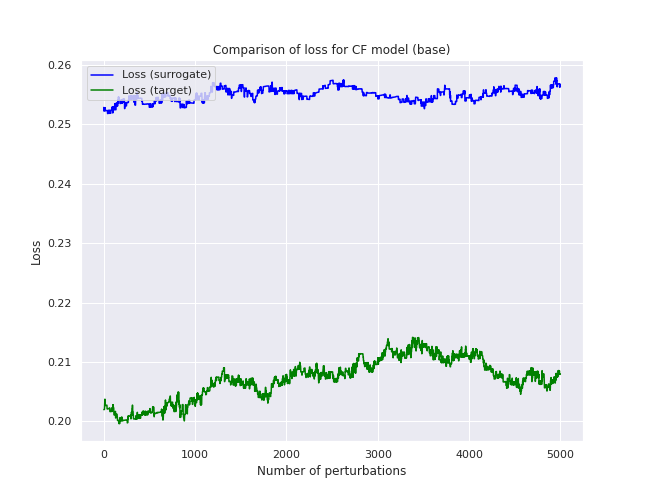 Comparison of loss for CF model (base)
Loss (surrogate)
Loss (target)
0.26
0.25
0.24
0.23
0.22
0.21
0.20
Loss
0 1000 2000 3000 4000 5000
Number of perturbations